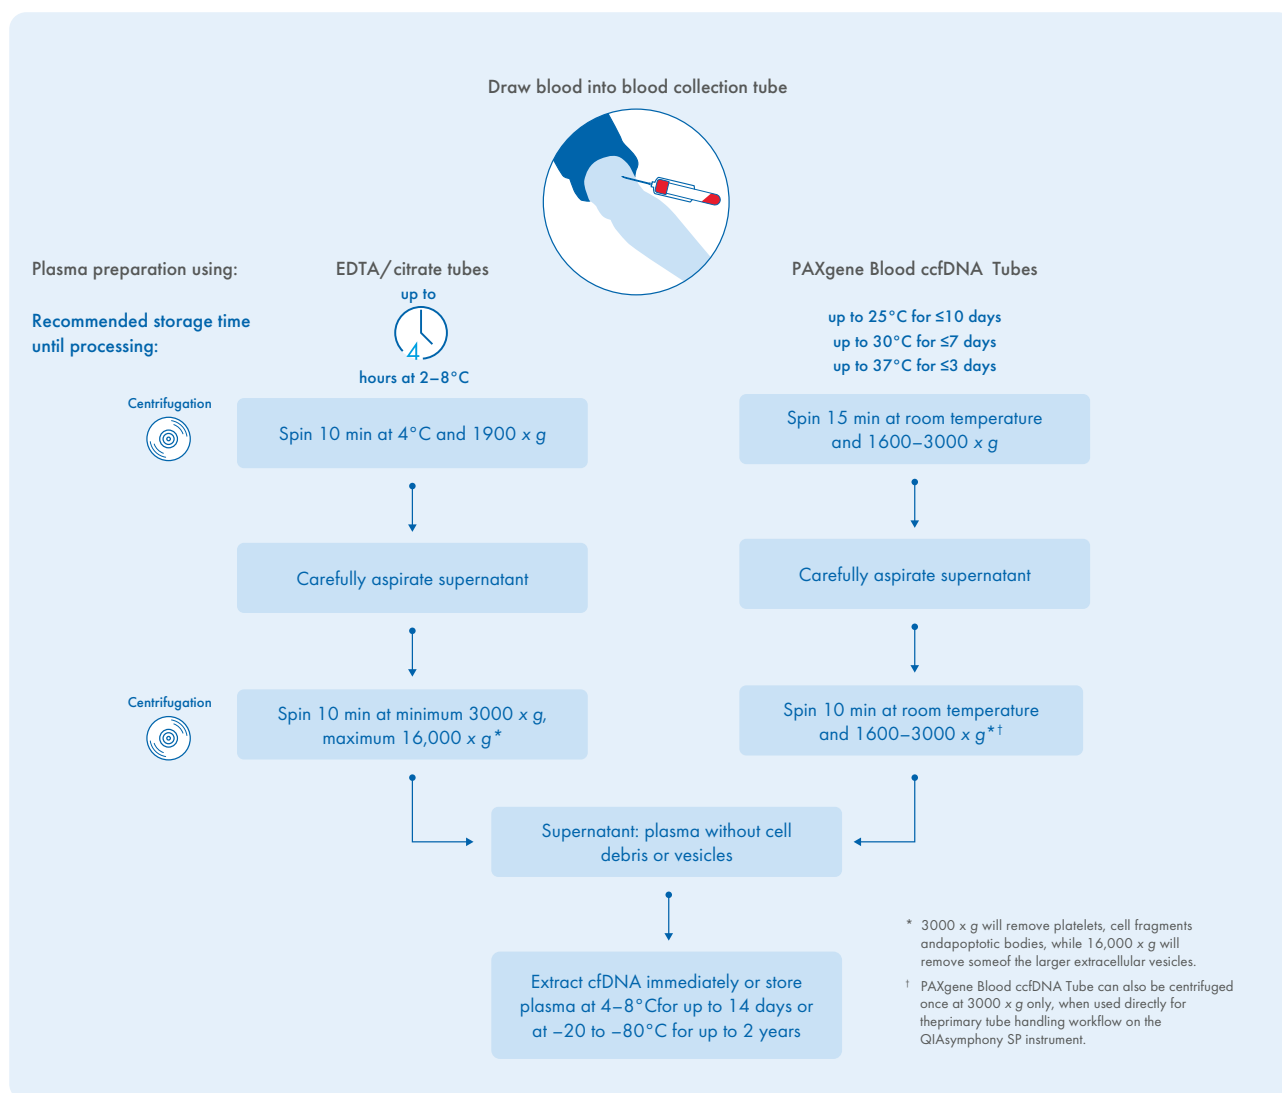 Draw blood into blood collection tube
Plasma preparation using:
EDTA/citrate tubes
PAXgene Blood ccfDNA Tubes
Recommended storage time
until processing:
up to
4
hours at 2–8°C
up to 25°C for ≤10 days
up to 30°C for ≤7 days
up to 37°C for ≤3 days
Centrifugation
Spin 10 min at 4°C and 1900 x g
Spin 15 min at room temperature
and 1600–3000 x g
Carefully aspirate supernatant
Carefully aspirate supernatant
Centrifugation
Spin 10 min at minimum 3000 x g,
maximum 16,000 x g*
Spin 10 min at room temperature
and 1600–3000 x g*†
Supernatant: plasma without cell
debris or vesicles
Extract cfDNA immediately or store
plasma at 4–8°Cfor up to 14 days or
at −20 to −80°C for up to 2 years
* 3000 x g will remove platelets, cell fragments
andapoptotic bodies, while 16,000 x g will
remove someof the larger extracellular vesicles.
† PAXgene Blood ccfDNA Tube can also be centrifuged
once at 3000 x g only, when used directly for
theprimary tube handling workflow on the
QIAsymphony SP instrument.